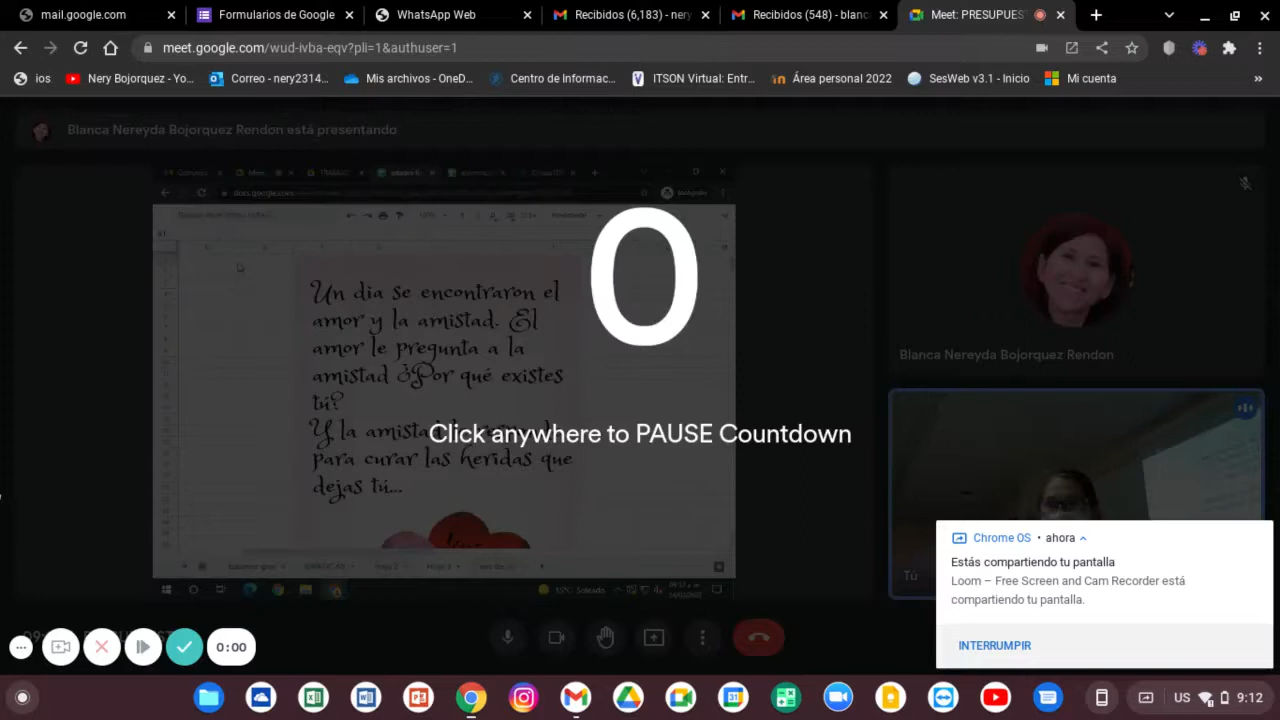 mail.google.com
Formularios de Google
WhatsApp Web
Recibidos (6,183) - nery
Recibidos (548) - blanc
Meet: PRESUPUES
meet.google.com/wud-ivba-eqv?pli=1&authuser=1
ios
Nery Bojorquez - Yo...
Correo - nery2314...
Mis archivos - OneD...
Centro de Informac...
ITSON Virtual: Entr...
Área personal 2022
SesWeb v3.1 - Inicio
Mi cuenta
»
Blanca Nereyda Bojorquez Rendon está presentando
docs.google.com
0
Un dia se encontraron el
amor y la amistad. El
amor le pregunta a la
amistad ¿Por qué existes
tú?
Y la amistad
para curar las heridas que
dejas tú...
Click anywhere to PAUSE Countdown
Blanca Nereyda Bojorquez Rendon
Tú
Chrome OS • ahora
Estás compartiendo tu pantalla
Loom – Free Screen and Cam Recorder está
compartiendo tu pantalla.
INTERRUMPIR
0:00
US
9:12